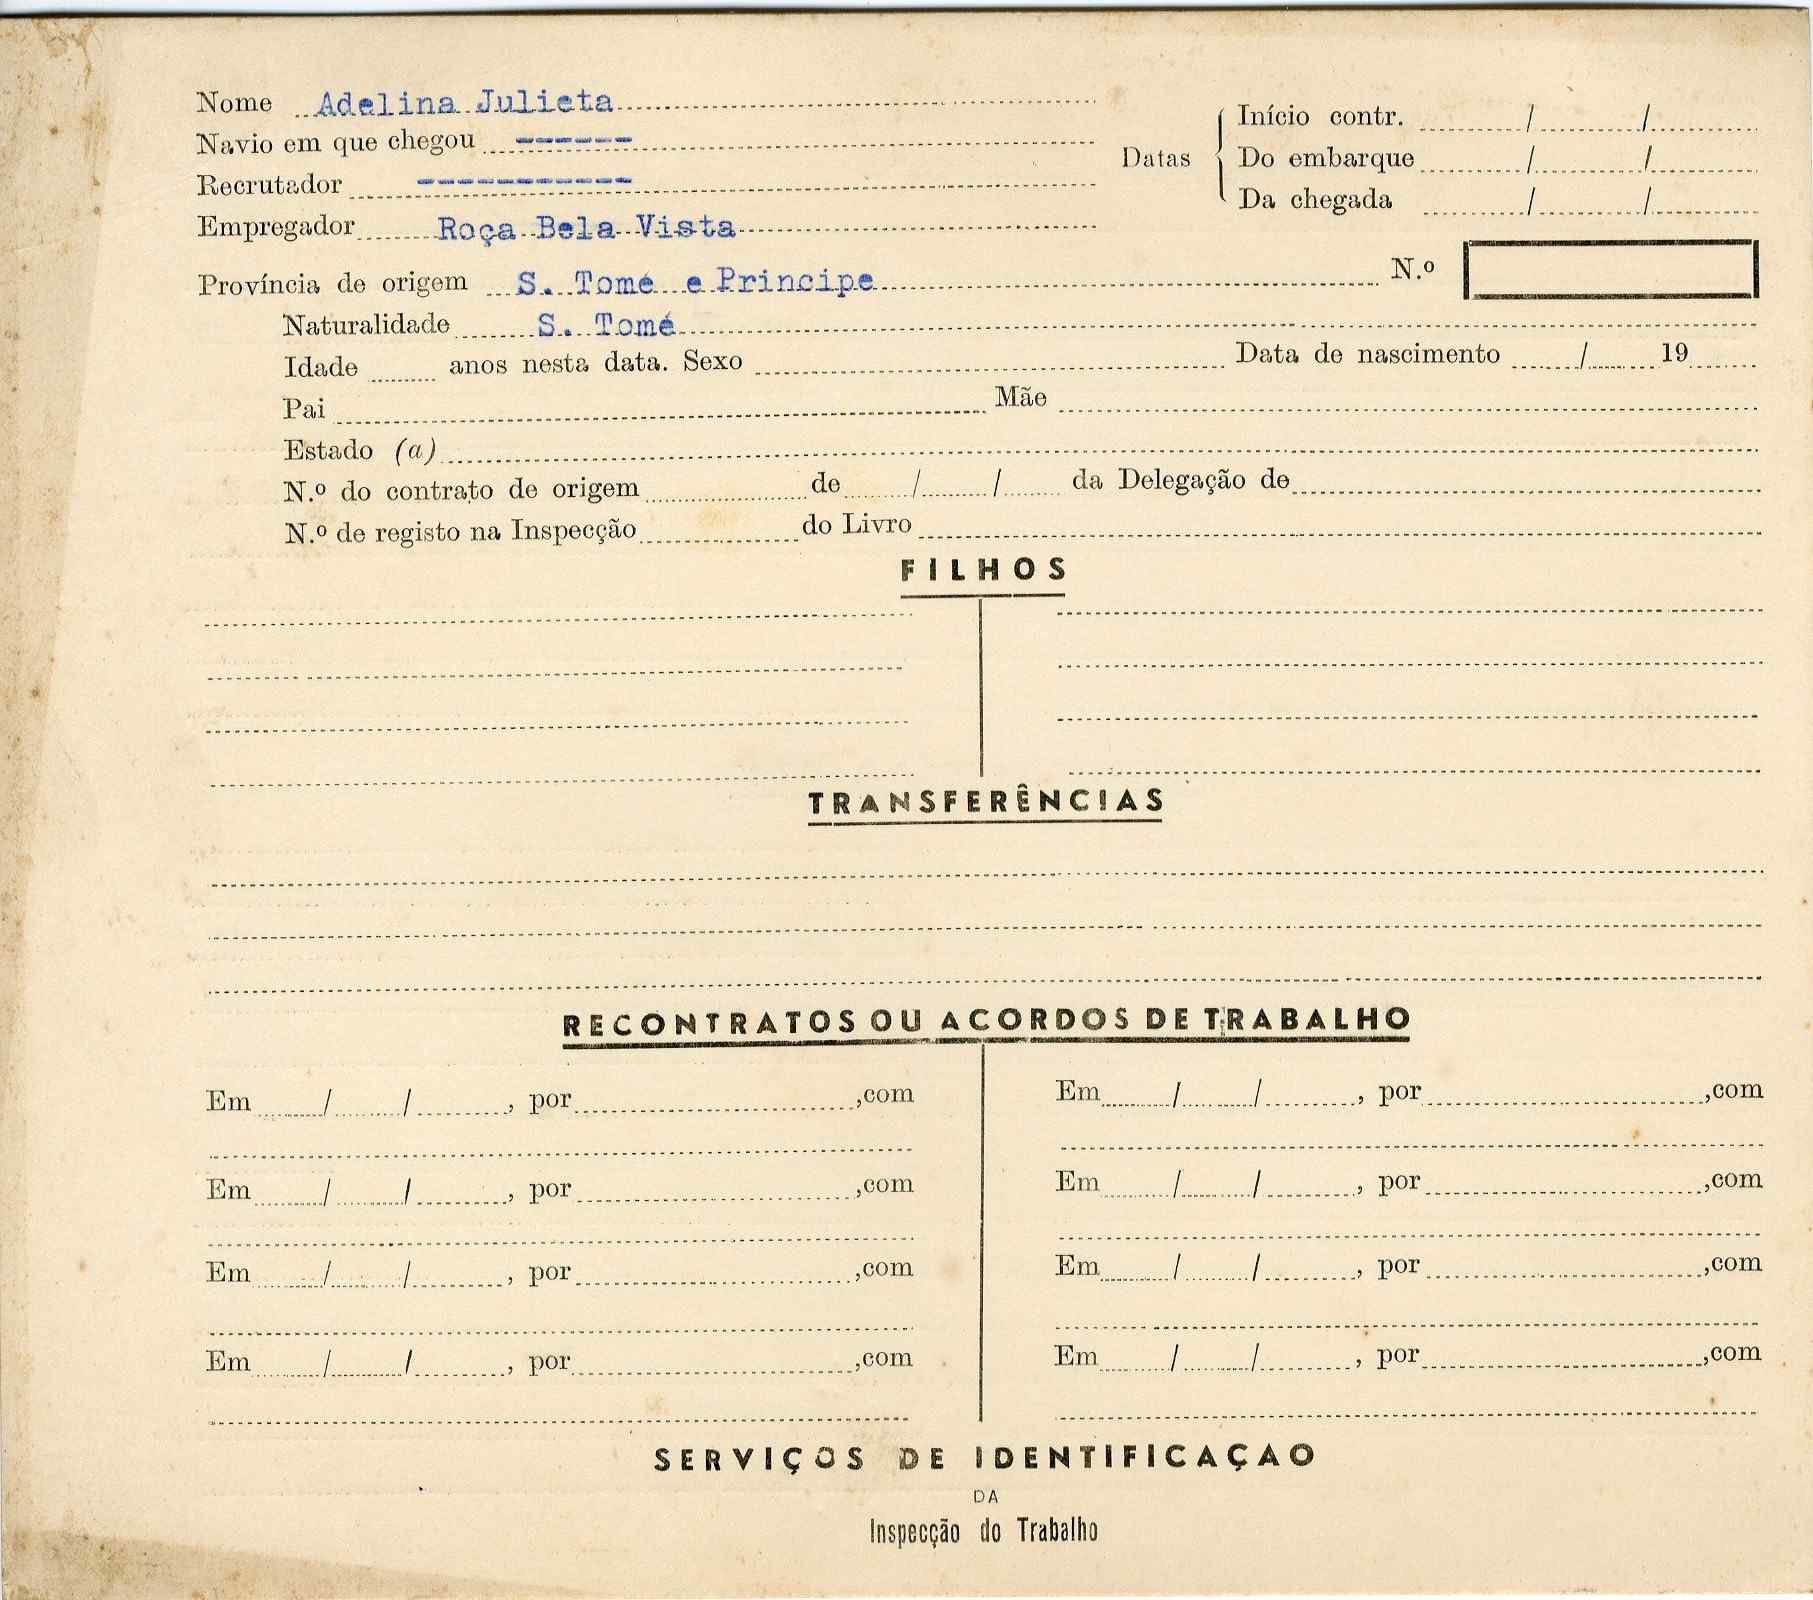 Nome Adelina Julieta
Navio em que chegou ------
Recrutador -----------
Empregador Roça Bela Vista
Datas
Início contr. / /
Do embarque / /
Da chegada / /
Província de origem S. Tomé e Principe N.º
Naturalidade S. Tomé
Idade anos nesta data. Sexo Data de nascimento / 19
Pai Mãe
Estado (a)
N.º do contrato de origem de / / da Delegação de
N.º de registo na Inspecção do Livro
FILHOS
TRANSFERÊNCIAS
RECONTRATOS OU ACORDOS DE TRABALHO
Em / / , por ,com
Em / / , por ,com
Em / / , por ,com
Em / / , por ,com
Em / / , por ,com
Em / / , por ,com
Em / / , por ,com
Em / / , por ,com
SERVIÇOS DE IDENTIFICAÇAO
DA
Inspecção do Trabalho